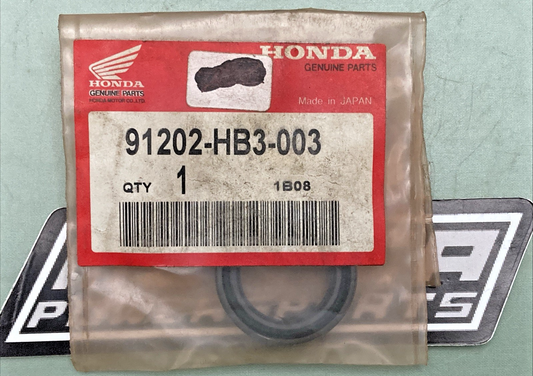 HONDA
GENUINE PARTS
HONDA MOTOR CO.,LTD.
HONDA
GENUINE PARTS
Made in JAPAN
91202-HB3-003
QTY 1 1B08